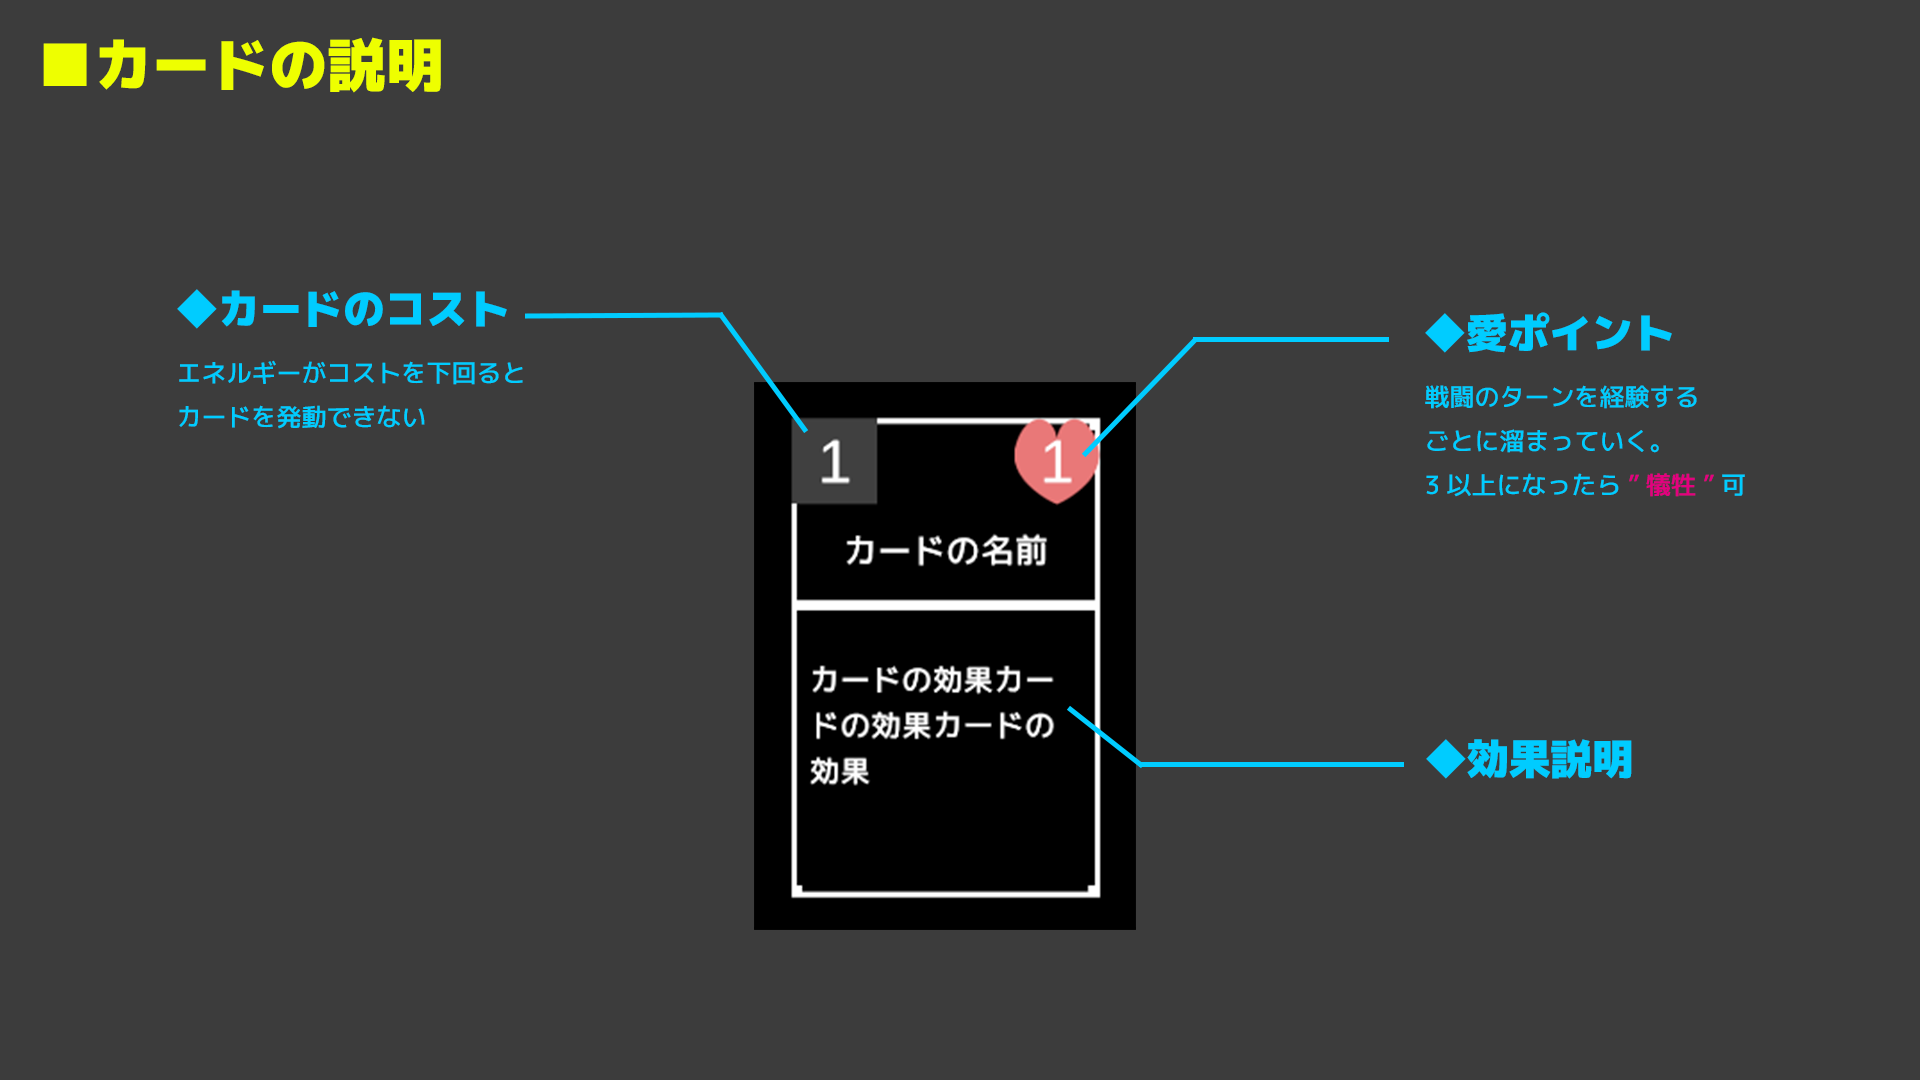 ■カードの説明
◆カードのコスト
エネルギーがコストを下回ると
カードを発動できない
◆愛ポイント
戦闘のターンを経験する
ごとに溜まっていく。
3以上になったら”犠牲”可
1
1
カードの名前
カードの効果カー
ドの効果カードの
効果
◆効果説明